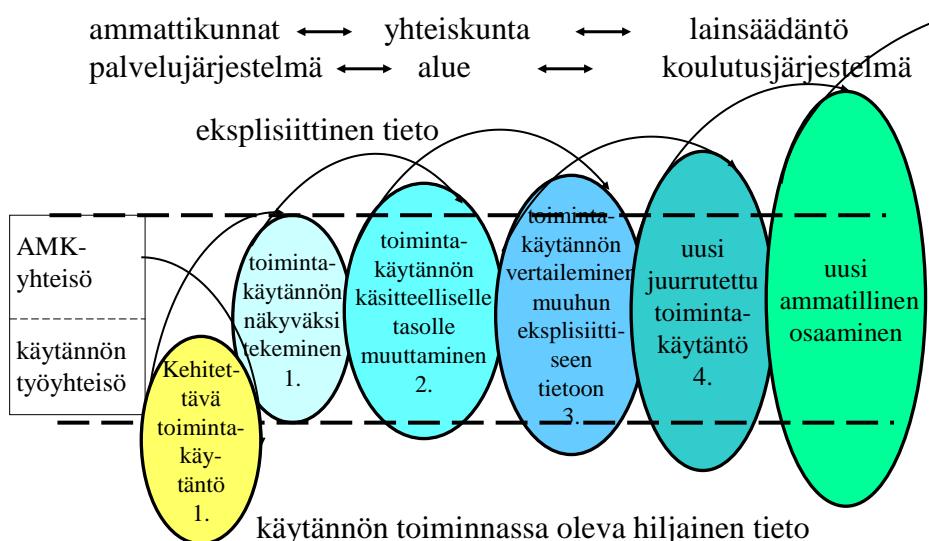 ammattikunnat yhteiskunta lainsäädäntö
palvelujärjestelmä alue koulutusjärjestelmä
eksplisiittinen tieto
AMK-
yhteisö
käytännön
työyhteisö
Kehitet-
tävä
toiminta-
käy-
täntö
1.
toiminta-
käytännön
näkyväksi
tekeminen
1.
toiminta-
käytännön
käsitteelliselle
tasolle
muuttaminen
2.
toiminta-
käytännön
vertaileminen
muuhun
eksplisiitti-
seen
tietoon
3.
uusi
juurrutettu
toiminta-
käytäntö
4.
uusi
ammatillinen
osaaminen
käytännön toiminnassa oleva hiljainen tieto